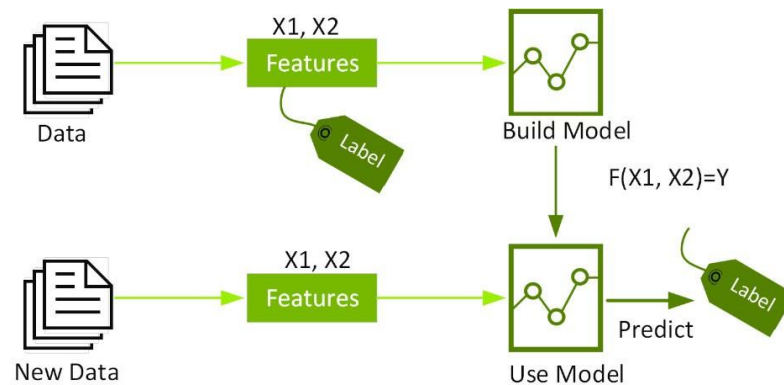 X1, X2
Features
Label
Data
Build Model
F(X1, X2)=Y
X1, X2
Features
Label
Predict
New Data
Use Model